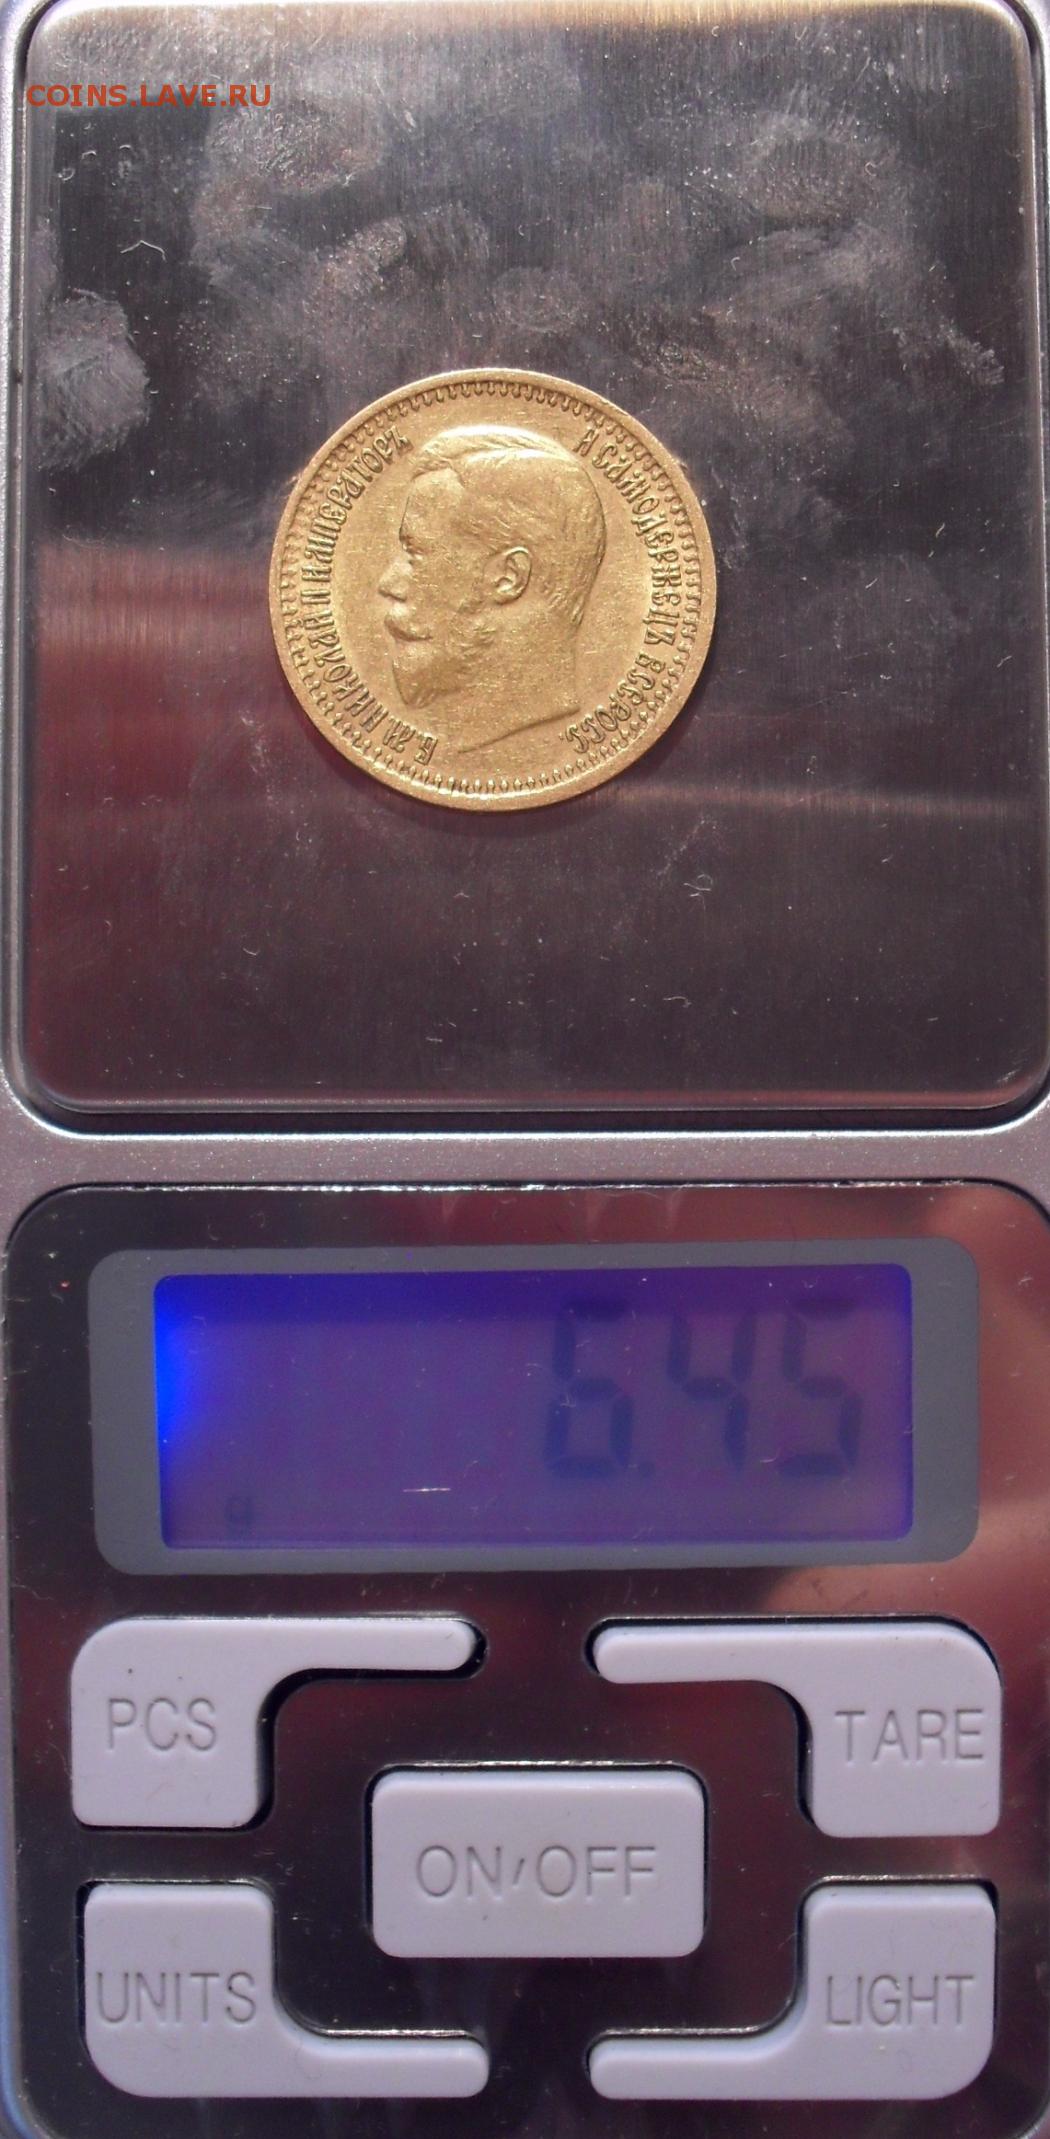 COINS.LAVE.RU
Б. М. НИКОЛАЙ II ИМПЕРАТОРЪ И САМОДЕРЖЕЦЪ ВСЕРОСС.
6.45
g
PCS
TARE
ON/OFF
UNITS
LIGHT